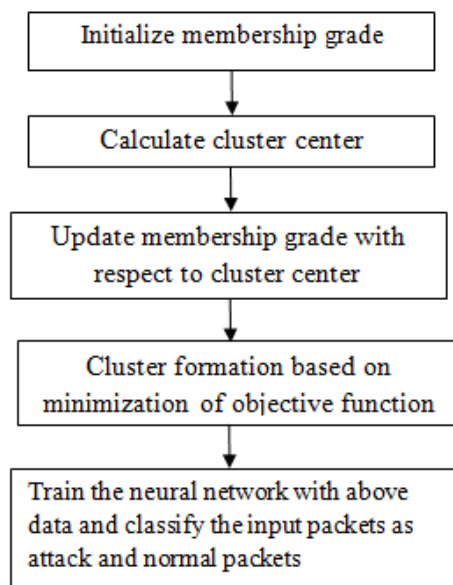 Initialize membership grade
Calculate cluster center
Update membership grade with
respect to cluster center
Cluster formation based on
minimization of objective function
Train the neural network with above
data and classify the input packets as
attack and normal packets